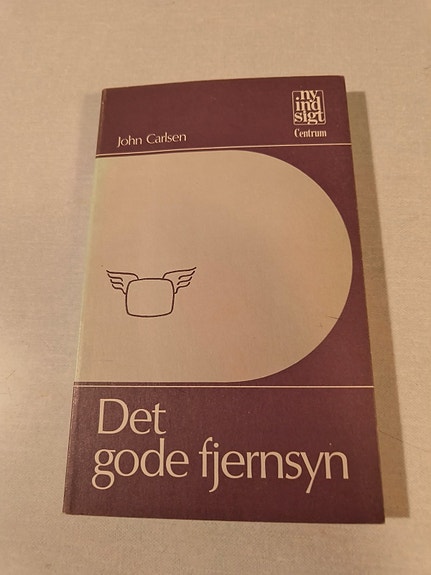 ny
ind
sigt
Centrum
John Carlsen
Det
gode fjernsyn